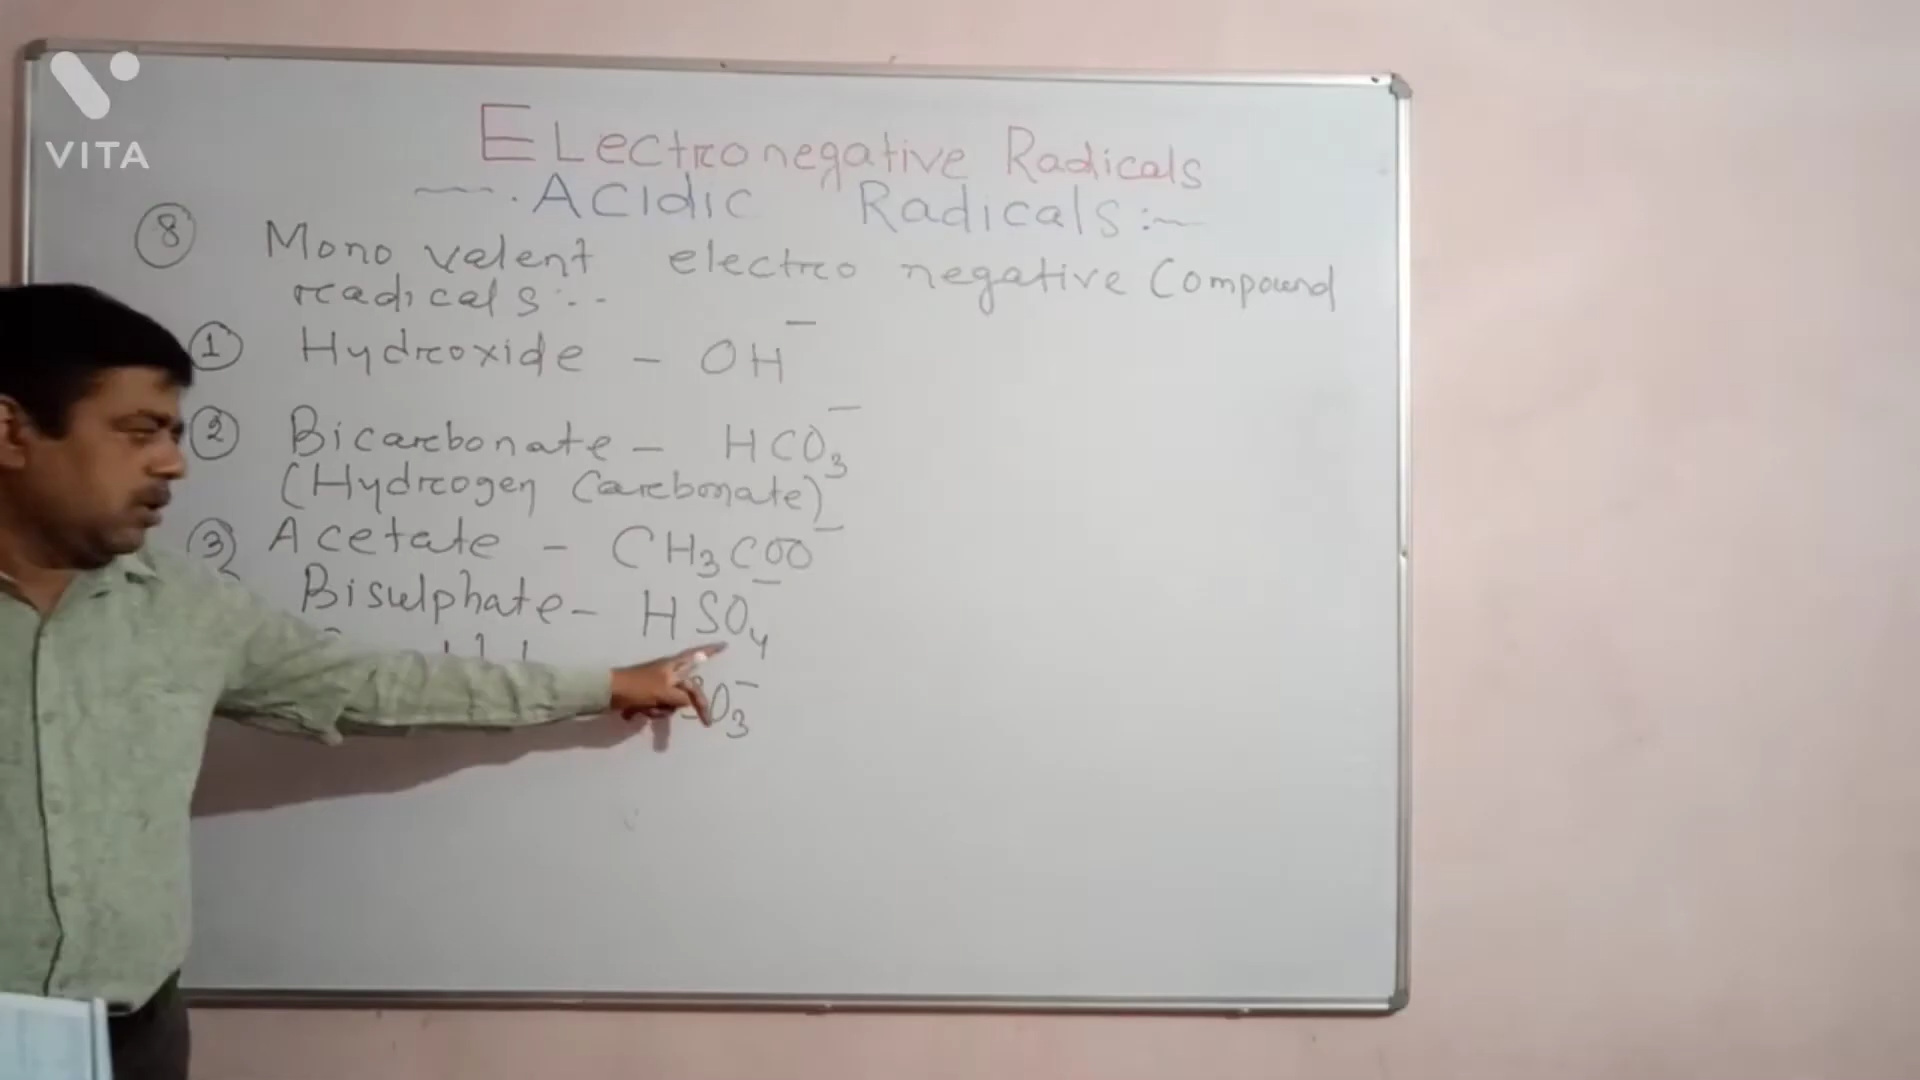 VITA
ELectronegative Radicals
Acidic Radicals:-
8 Mono valent electro negative Compound
radicals:--
1 Hydroxide - OH⁻
2 Bicarbonate - HCO₃⁻
(Hydrogen Carbonate)
3 Acetate - CH₃COO⁻
Bisulphate - HSO₄⁻
SO₃⁻